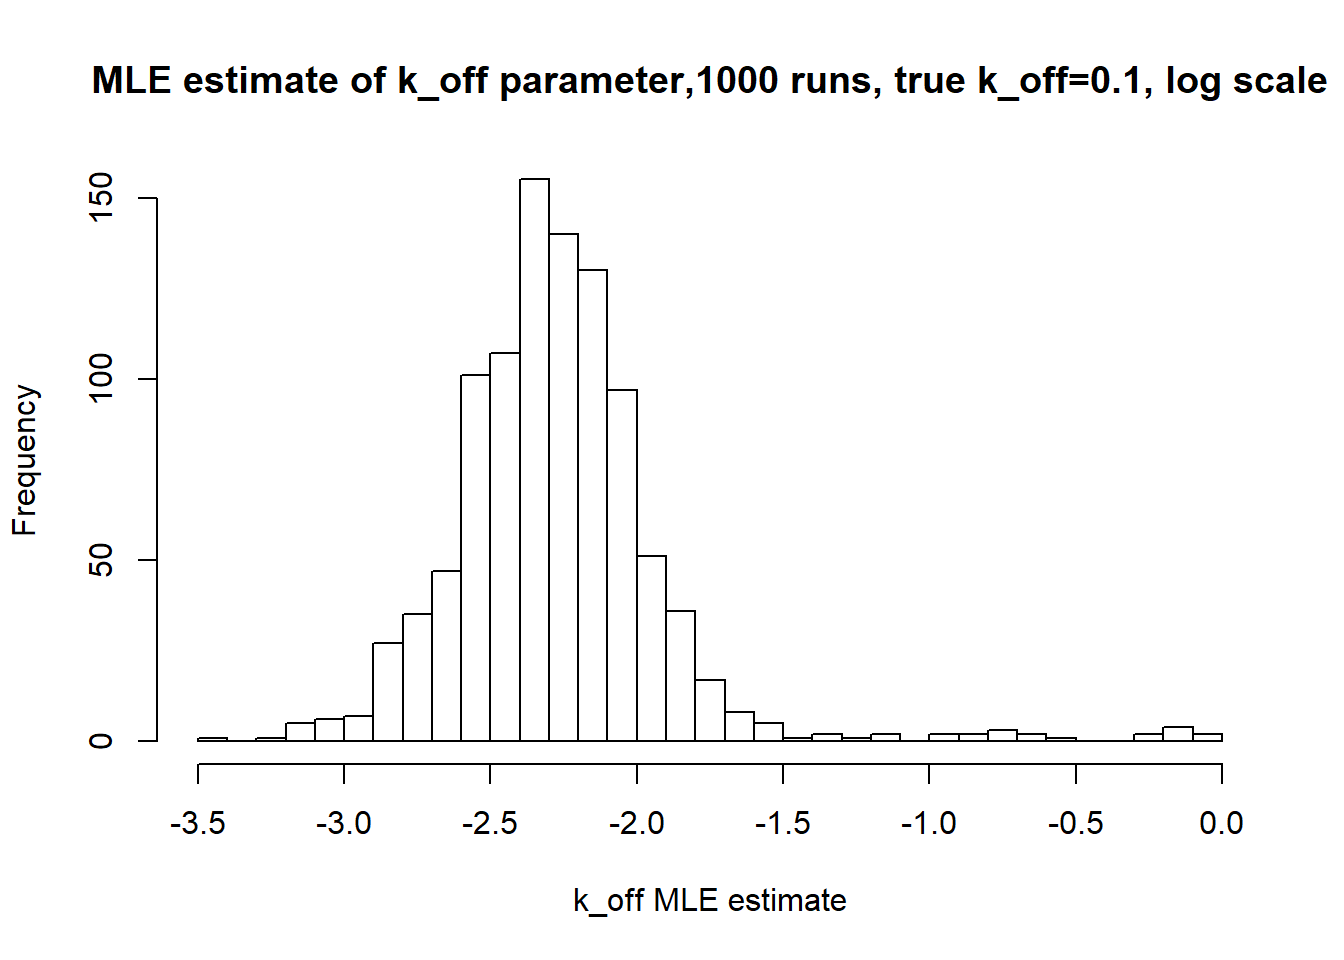 MLE estimate of k_off parameter,1000 runs, true k_off=0.1, log scale
150
100
50
0
Frequency
-3.5 -3.0 -2.5 -2.0 -1.5 -1.0 -0.5 0.0
k_off MLE estimate